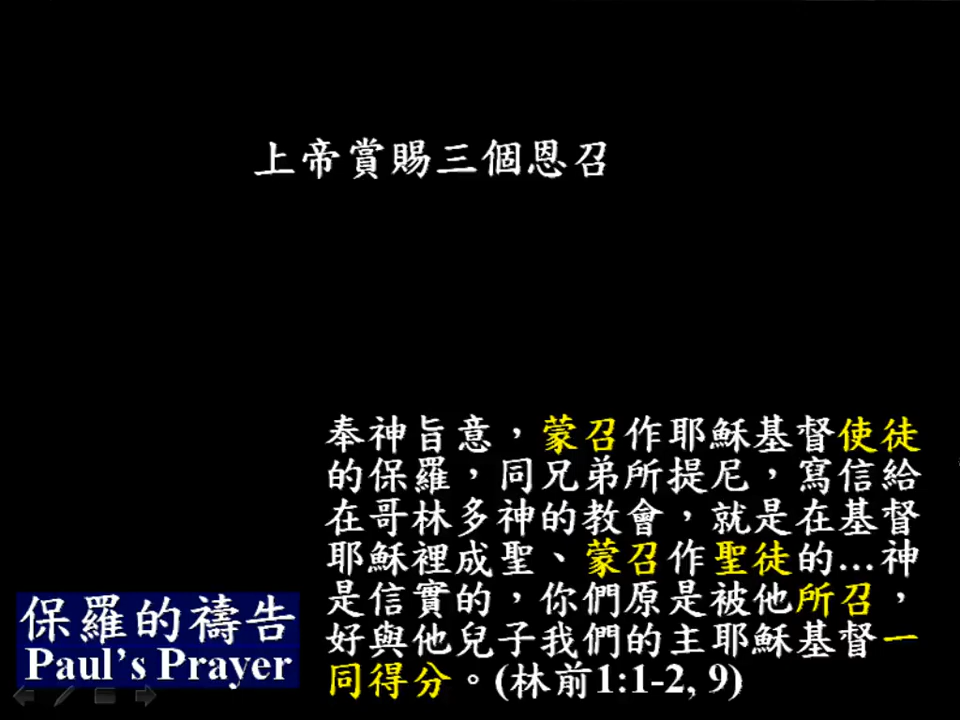 上帝賞賜三個恩召
奉神旨意，蒙召作耶穌基督使徒
的保羅，同兄弟所提尼，寫信給
在哥林多神的教會，就是在基督
耶穌裡成聖、蒙召作聖徒的…神
是信實的，你們原是被他所召，
好與他兒子我們的主耶穌基督一
同得分。(林前1:1-2, 9)
保羅的禱告
Paul’s Prayer